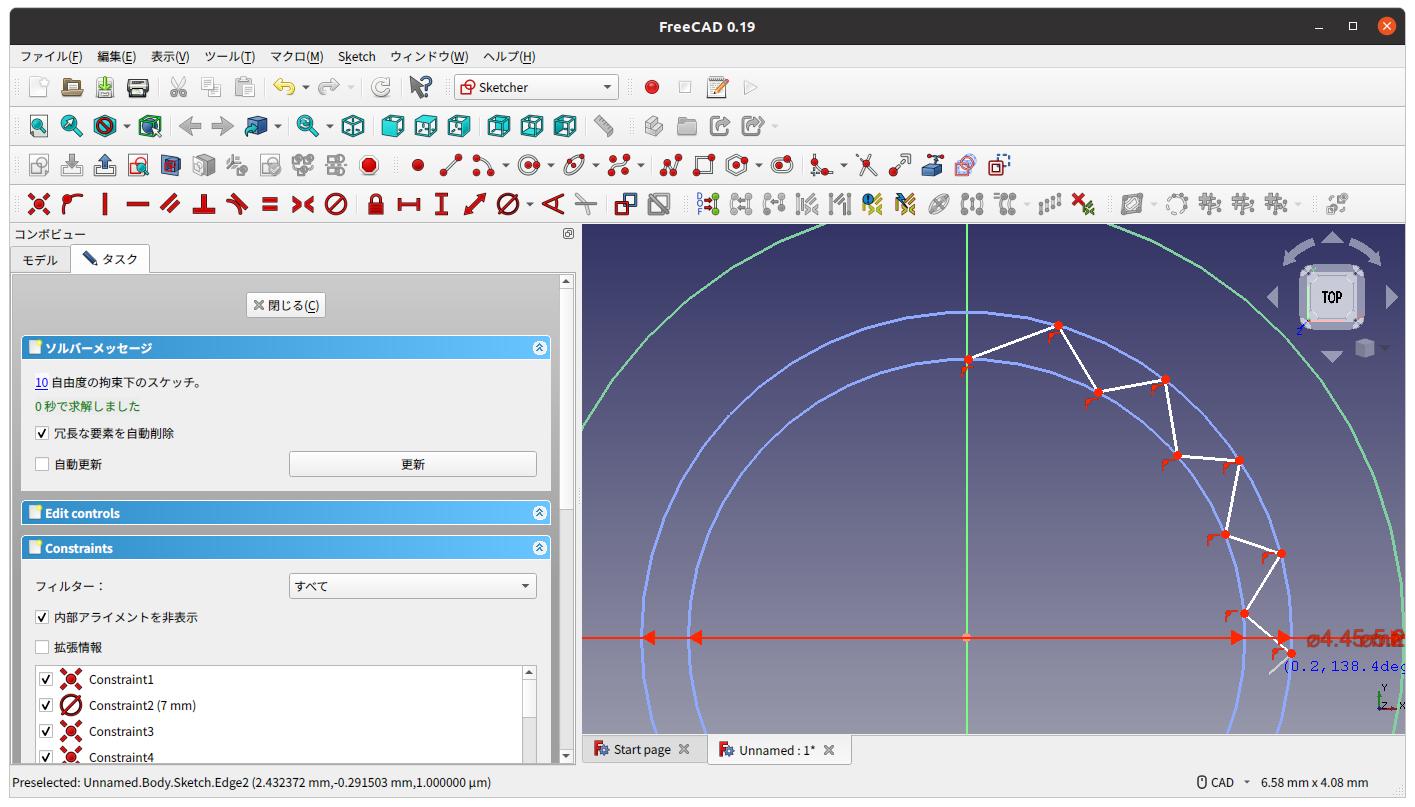 FreeCAD 0.19
ファイル(F) 編集(E) 表示(V) ツール(T) マクロ(M) Sketch ウィンドウ(W) ヘルプ(H)
Sketcher
コンボビュー
モデル タスク
閉じる(C)
ソルバーメッセージ
10 自由度の拘束下のスケッチ。
0 秒で求解しました
冗長な要素を自動削除
自動更新 更新
Edit controls
Constraints
フィルター： すべて
内部アライメントを非表示
拡張情報
Constraint1
Constraint2 (7 mm)
Constraint3
Constraint4
TOP
Z
⌀4.45
(0.2,138.4deg
Y
Z X
Start page Unnamed : 1*
Preselected: Unnamed.Body.Sketch.Edge2 (2.432372 mm,-0.291503 mm,1.000000 μm) CAD 6.58 mm x 4.08 mm